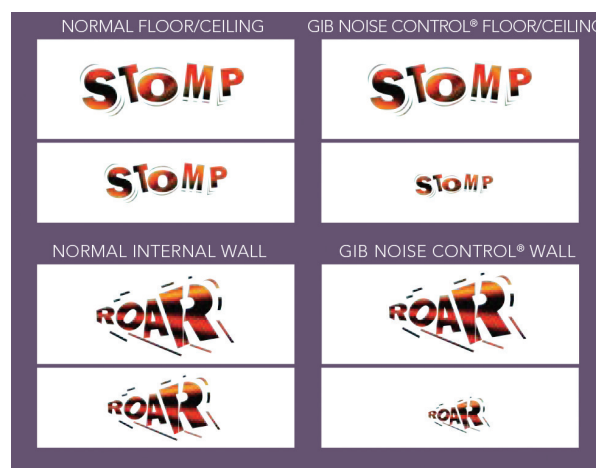 NORMAL FLOOR/CEILING
GIB NOISE CONTROL® FLOOR/CEILING
STOMP
STOMP
STOMP
STOMP
NORMAL INTERNAL WALL
GIB NOISE CONTROL® WALL
ROAR
ROAR
ROAR
ROAR